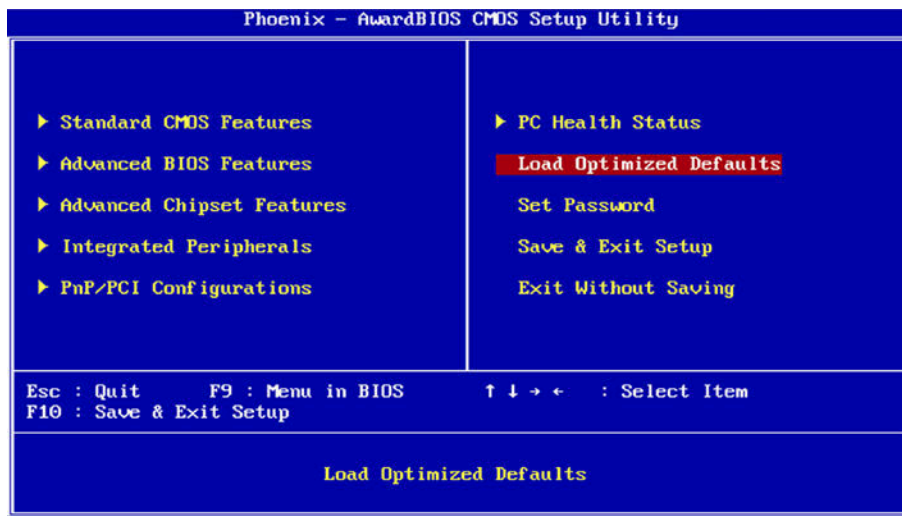 Phoenix - AwardBIOS CMOS Setup Utility
Standard CMOS Features
Advanced BIOS Features
Advanced Chipset Features
Integrated Peripherals
PnP/PCI Configurations
PC Health Status
Load Optimized Defaults
Set Password
Save & Exit Setup
Exit Without Saving
Esc : Quit F9 : Menu in BIOS ↑ ↓ → ← : Select Item
F10 : Save & Exit Setup
Load Optimized Defaults